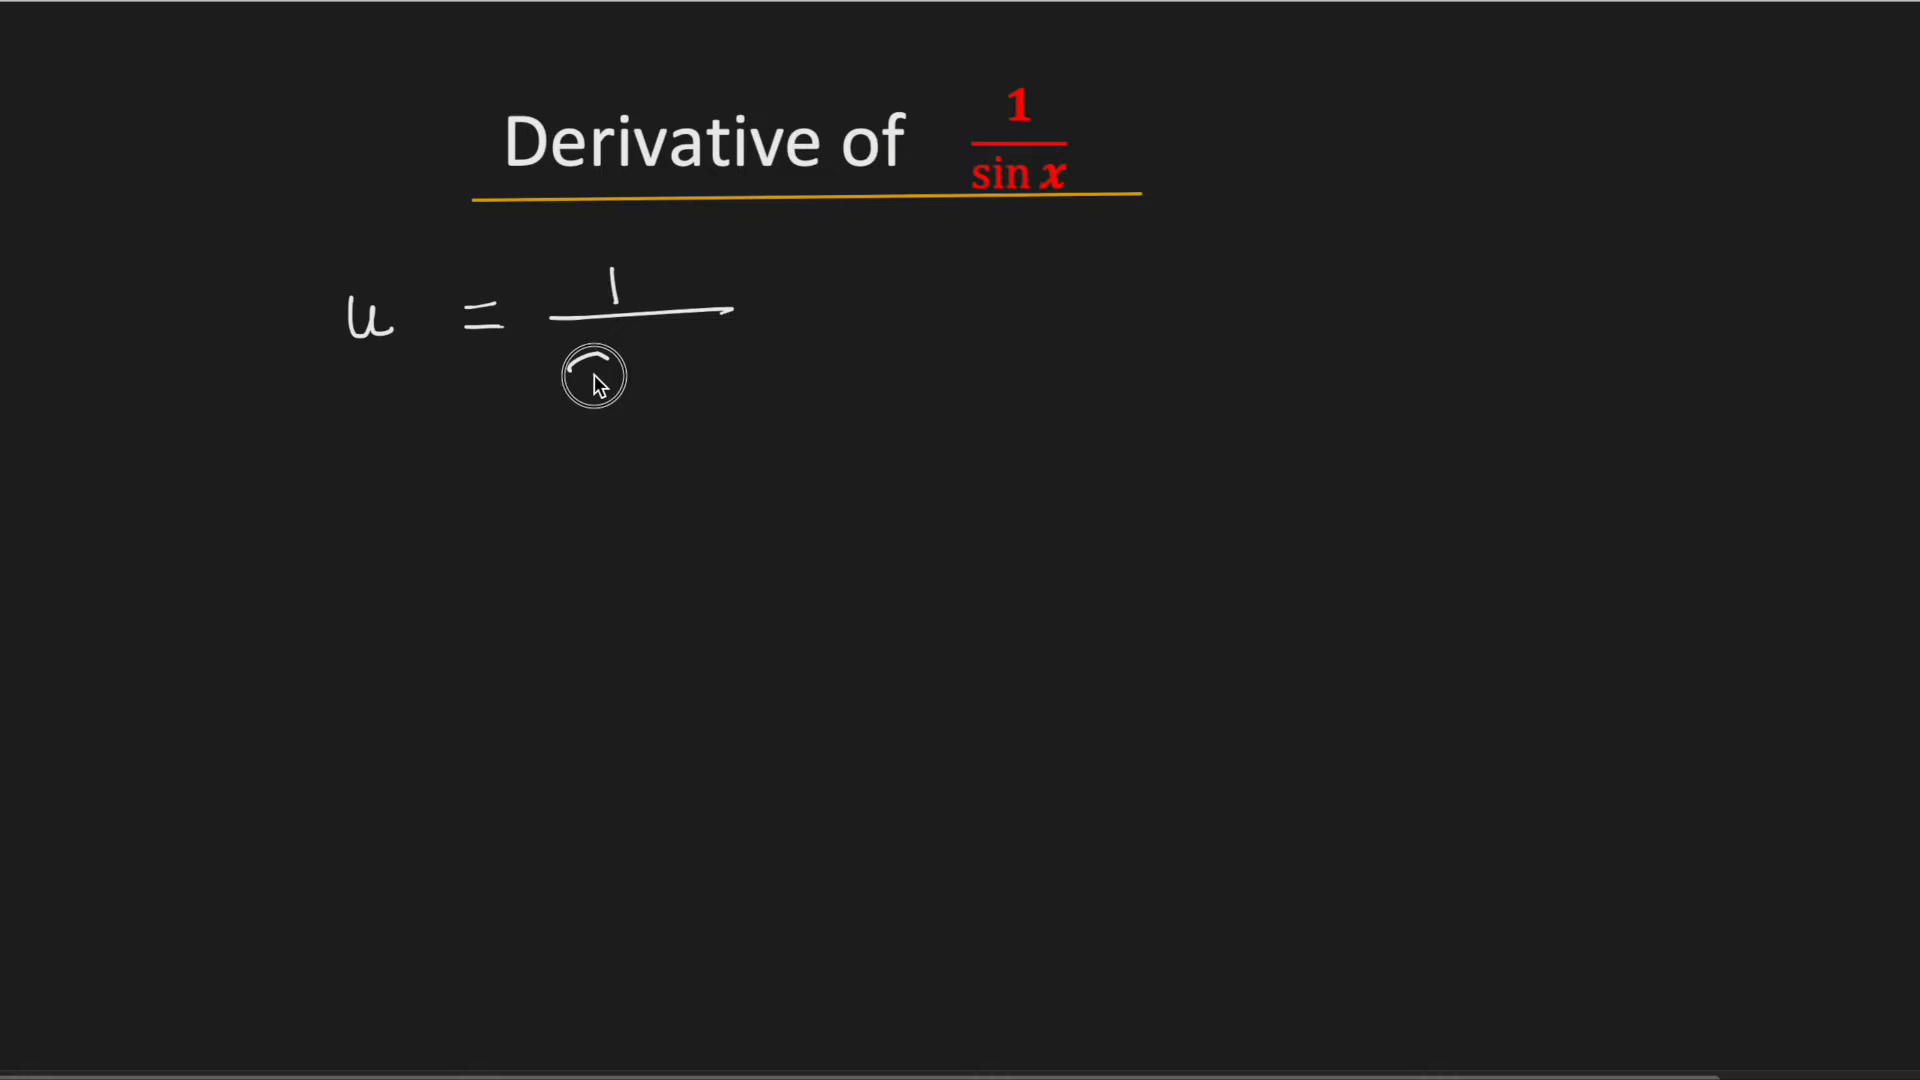 Derivative of 1/sin x
u = 1/